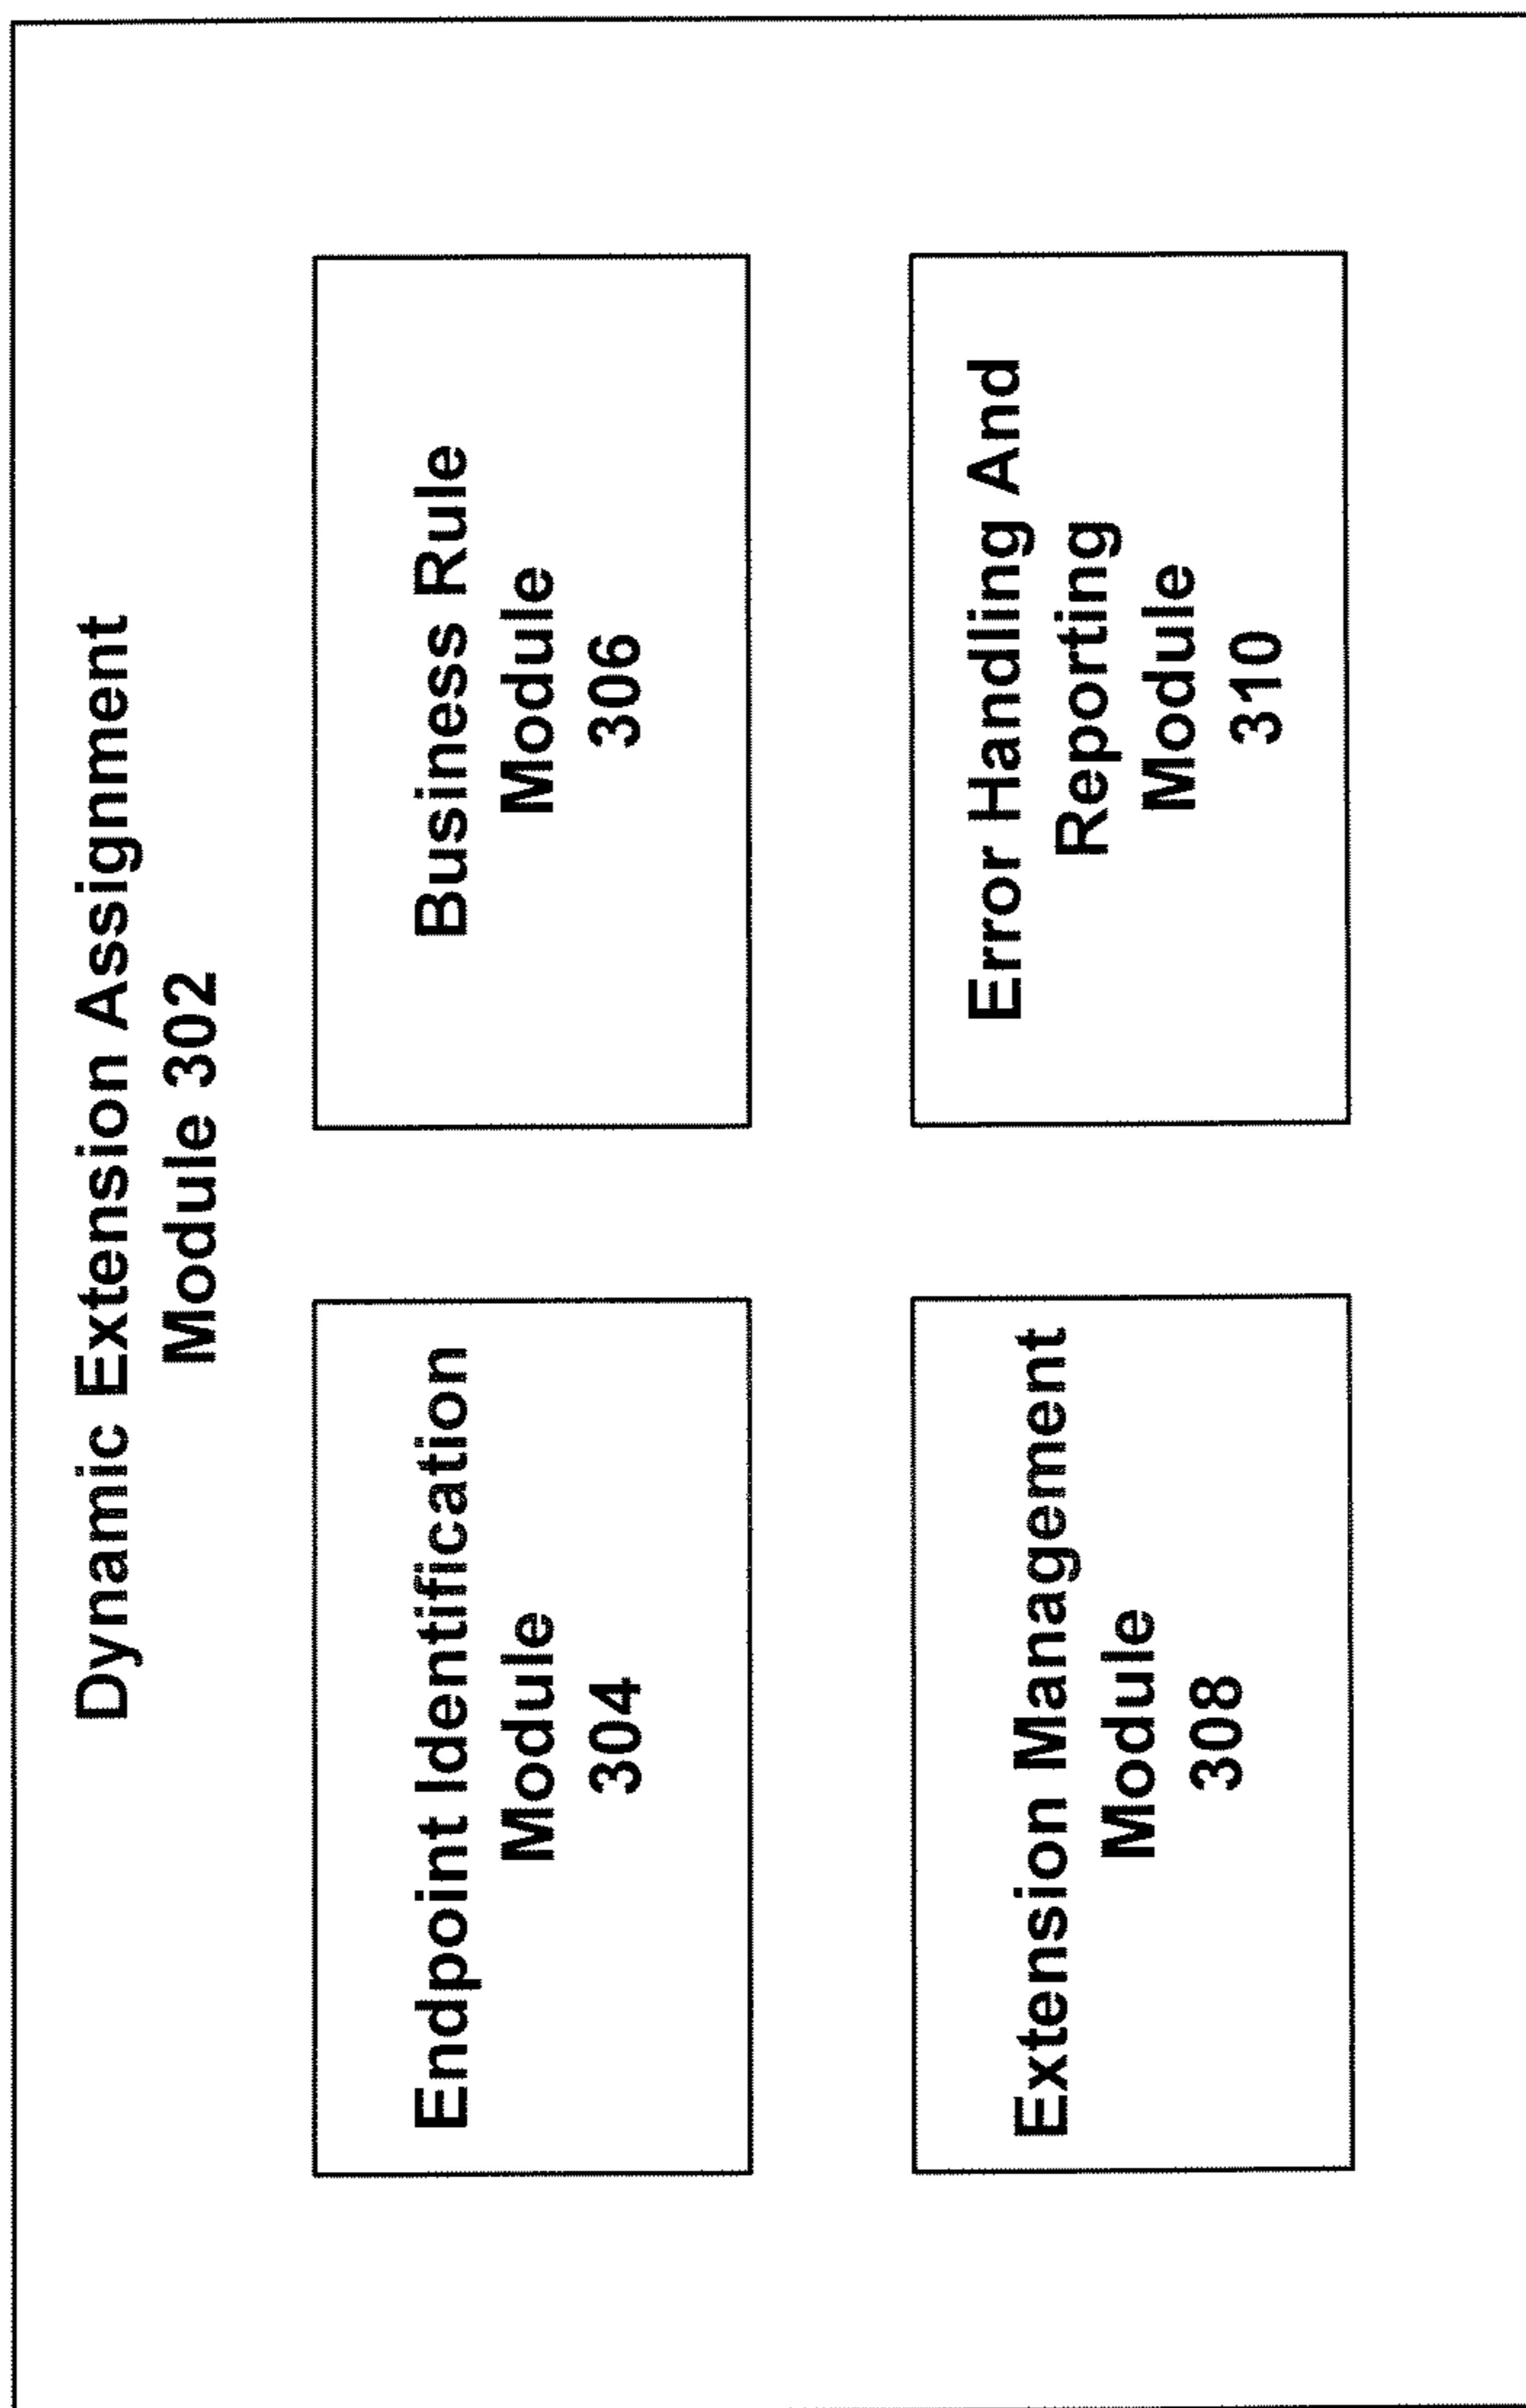 Dynamic Extension Assignment
Module 302
Endpoint Identification
Module
304
Business Rule
Module
306
Extension Management
Module
308
Error Handling And
Reporting
Module
310